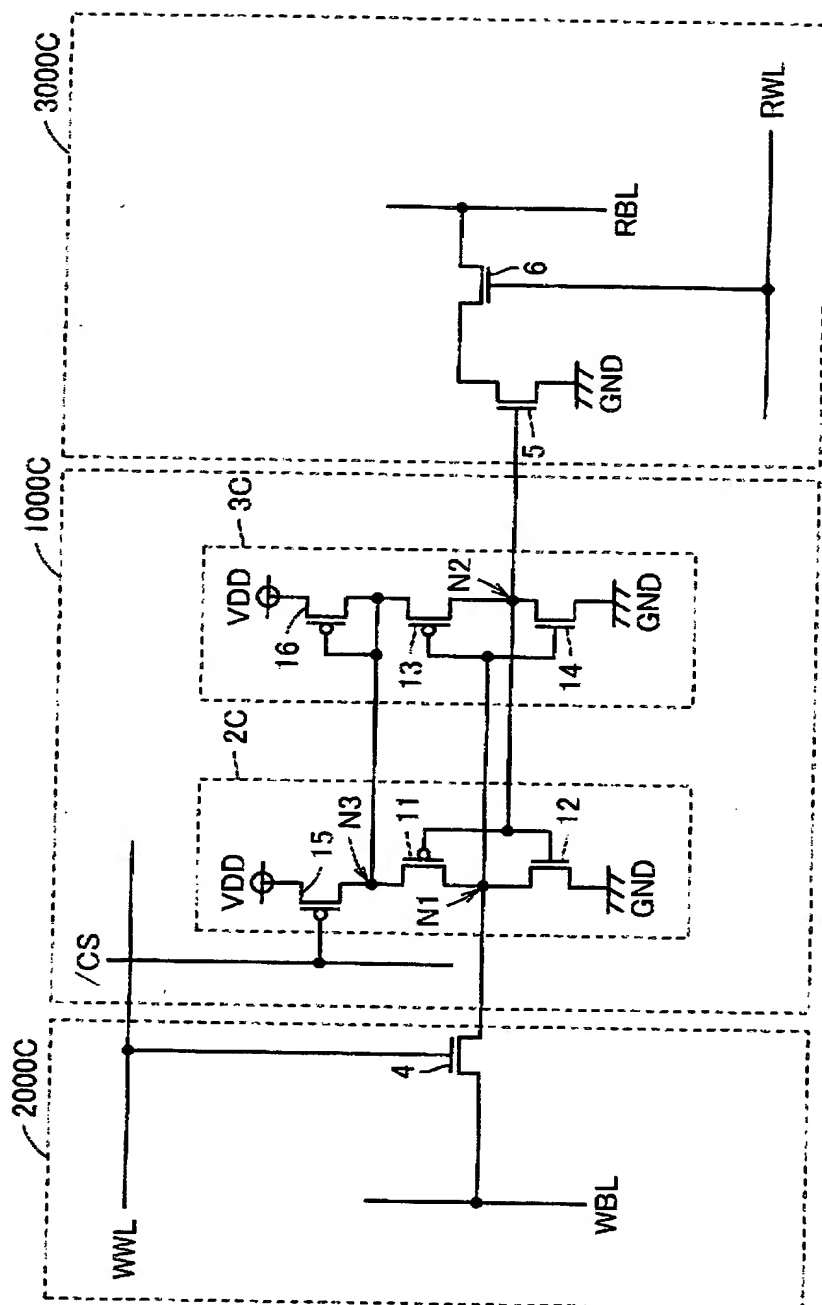 2000C
1000C
3000C
WWL
/CS
2C
3C
VDD
VDD
15
16
N3
11
13
N1
N2
12
14
GND
GND
4
WBL
5
GND
6
RBL
RWL